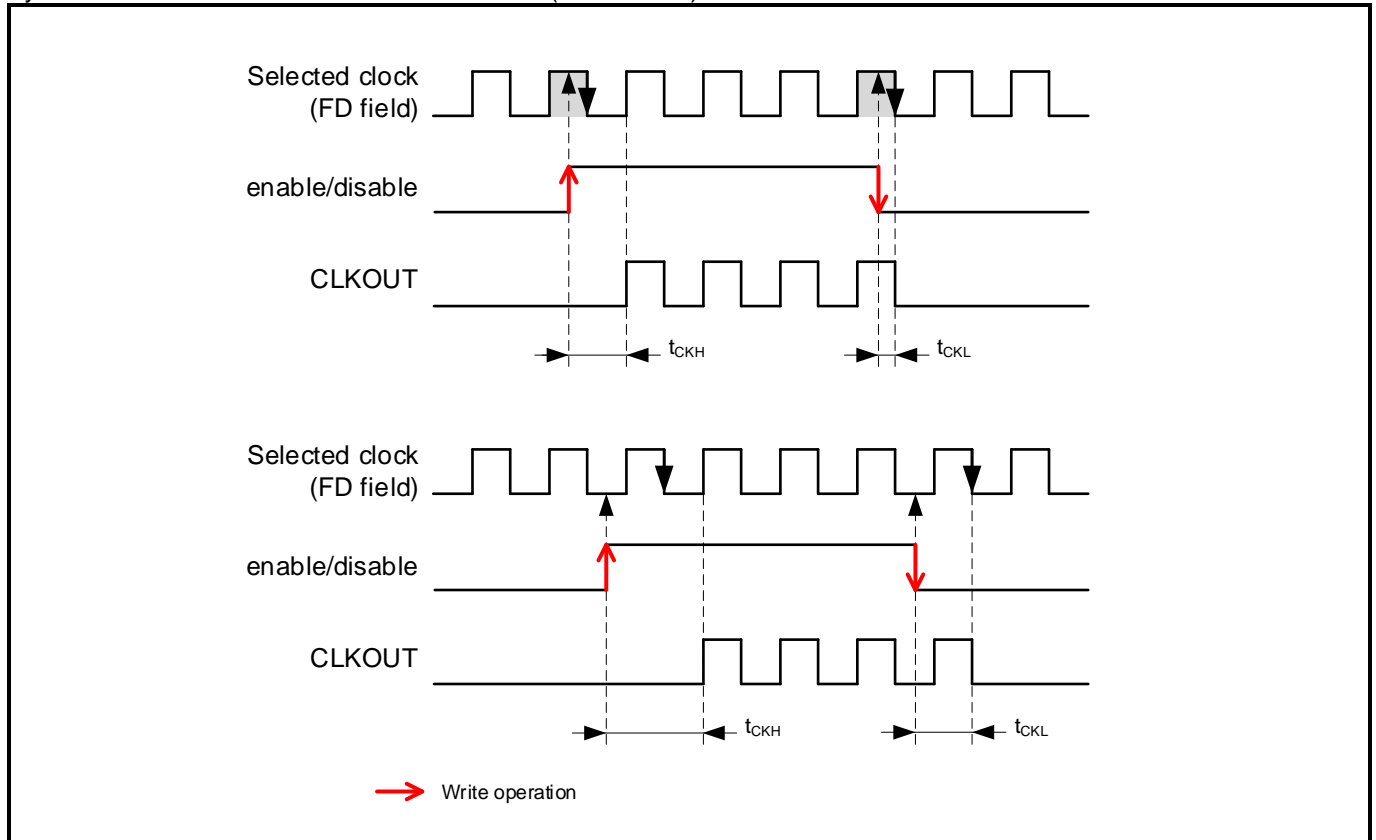 Selected clock
(FD field)
enable/disable
CLKOUT
tCKH
tCKL
Selected clock
(FD field)
enable/disable
CLKOUT
tCKH
tCKL
Write operation